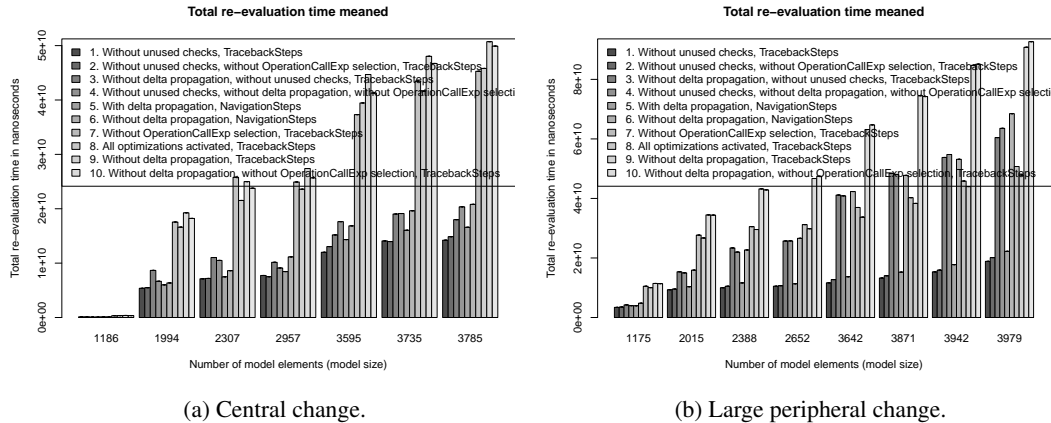 Total re-evaluation time meaned
Total re-evaluation time in nanoseconds
0e+00
1e+10
2e+10
3e+10
4e+10
5e+10
1. Without unused checks, TracebackSteps
2. Without unused checks, without OperationCallExp selection, TracebackSteps
3. Without delta propagation, without unused checks, TracebackSteps
4. Without unused checks, without delta propagation, without OperationCallExp selecti
5. With delta propagation, NavigationSteps
6. Without delta propagation, NavigationSteps
7. Without OperationCallExp selection, TracebackSteps
8. All optimizations activated, TracebackSteps
9. Without delta propagation, TracebackSteps
10. Without delta propagation, without OperationCallExp selection, TracebackSteps
1186 1994 2307 2957 3595 3735 3785
Number of model elements (model size)
(a) Central change.
Total re-evaluation time meaned
Total re-evaluation time in nanoseconds
0e+00
2e+10
4e+10
6e+10
8e+10
1. Without unused checks, TracebackSteps
2. Without unused checks, without OperationCallExp selection, TracebackSteps
3. Without delta propagation, without unused checks, TracebackSteps
4. Without unused checks, without delta propagation, without OperationCallExp selecti
5. With delta propagation, NavigationSteps
6. Without delta propagation, NavigationSteps
7. Without OperationCallExp selection, TracebackSteps
8. All optimizations activated, TracebackSteps
9. Without delta propagation, TracebackSteps
10. Without delta propagation, without OperationCallExp selection, TracebackSteps
1175 2015 2388 2652 3642 3871 3942 3979
Number of model elements (model size)
(b) Large peripheral change.